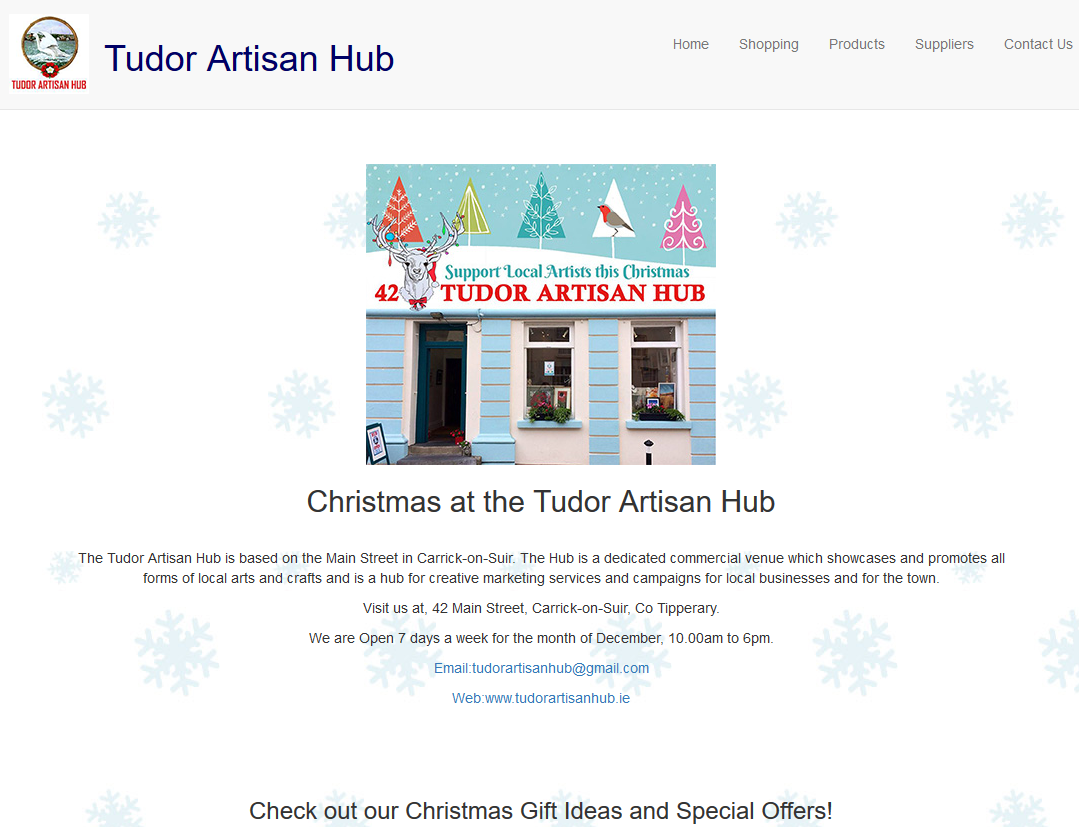 TUDOR ARTISAN HUB
Tudor Artisan Hub
Home
Shopping
Products
Suppliers
Contact Us
Support Local Artists this Christmas
42 TUDOR ARTISAN HUB
Christmas at the Tudor Artisan Hub
The Tudor Artisan Hub is based on the Main Street in Carrick-on-Suir. The Hub is a dedicated commercial venue which showcases and promotes all
forms of local arts and crafts and is a hub for creative marketing services and campaigns for local businesses and for the town.
Visit us at, 42 Main Street, Carrick-on-Suir, Co Tipperary.
We are Open 7 days a week for the month of December, 10.00am to 6pm.
Email:tudorartisanhub@gmail.com
Web:www.tudorartisanhub.ie
Check out our Christmas Gift Ideas and Special Offers!